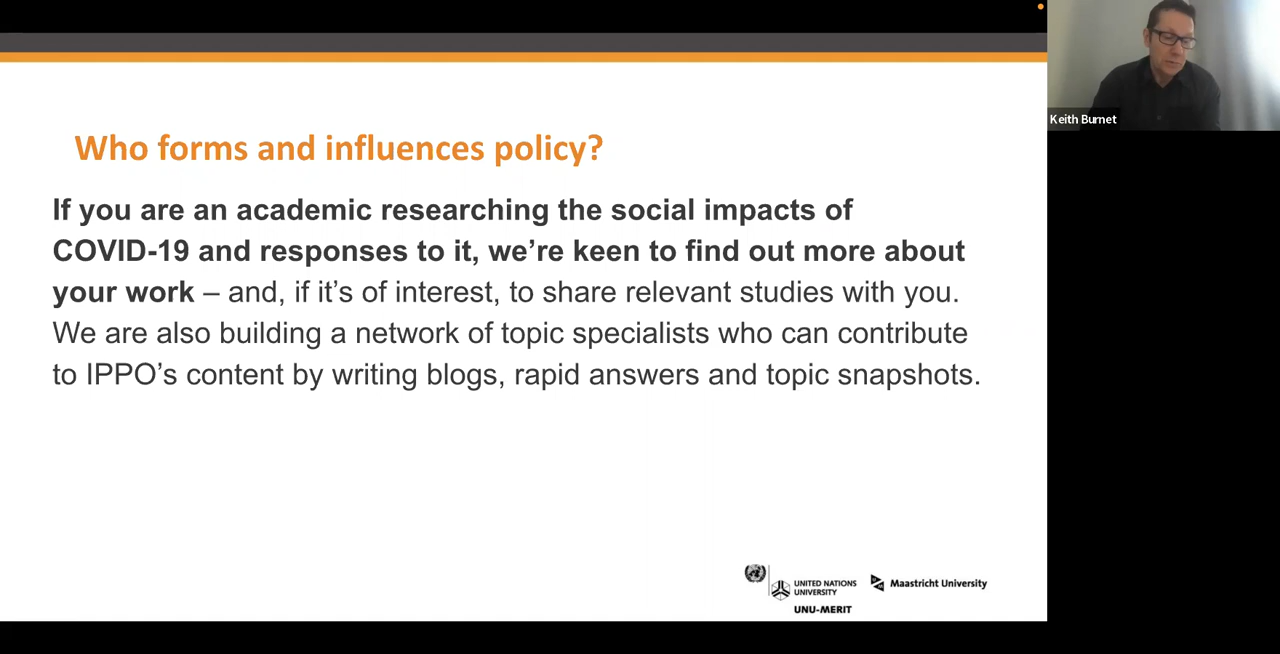 Who forms and influences policy?
If you are an academic researching the social impacts of
COVID-19 and responses to it, we’re keen to find out more about
your work – and, if it’s of interest, to share relevant studies with you.
We are also building a network of topic specialists who can contribute
to IPPO’s content by writing blogs, rapid answers and topic snapshots.
Keith Burnet
UNITED NATIONS
UNIVERSITY
UNU-MERIT
Maastricht University